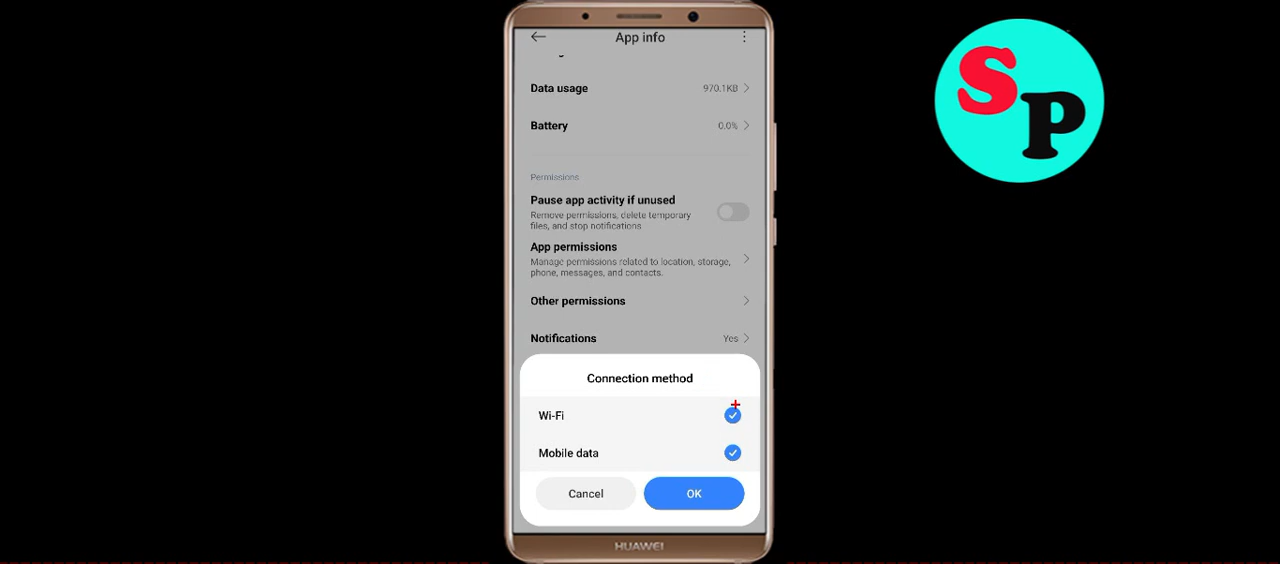 App info
Data usage 970.1KB
Battery 0.0%
Permissions
Pause app activity if unused
Remove permissions, delete temporary
files, and stop notifications
App permissions
Manage permissions related to location, storage,
phone, messages, and contacts.
Other permissions
Notifications Yes
Connection method
Wi-Fi
Mobile data
Cancel OK
HUAWEI
SP